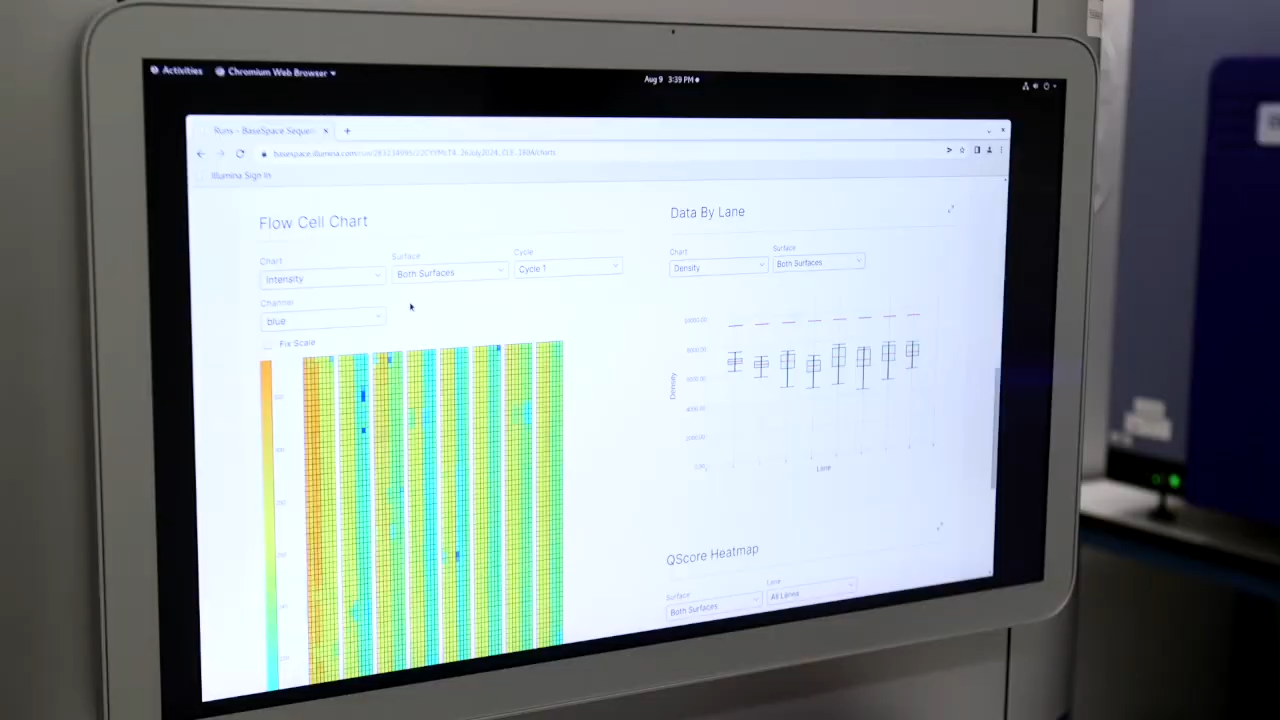 Activities Chromium Web Browser
Aug 9 3:39 PM
Runs - BaseSpace Sequen
Illumina Sign In
Flow Cell Chart
Chart
Surface
Cycle
Intensity
Both Surfaces
Cycle 1
Channel
blue
Fix Scale
Data By Lane
Chart
Surface
Density
Both Surfaces
Density
Lane
QScore Heatmap
Surface
Lane
Both Surfaces
All Lanes